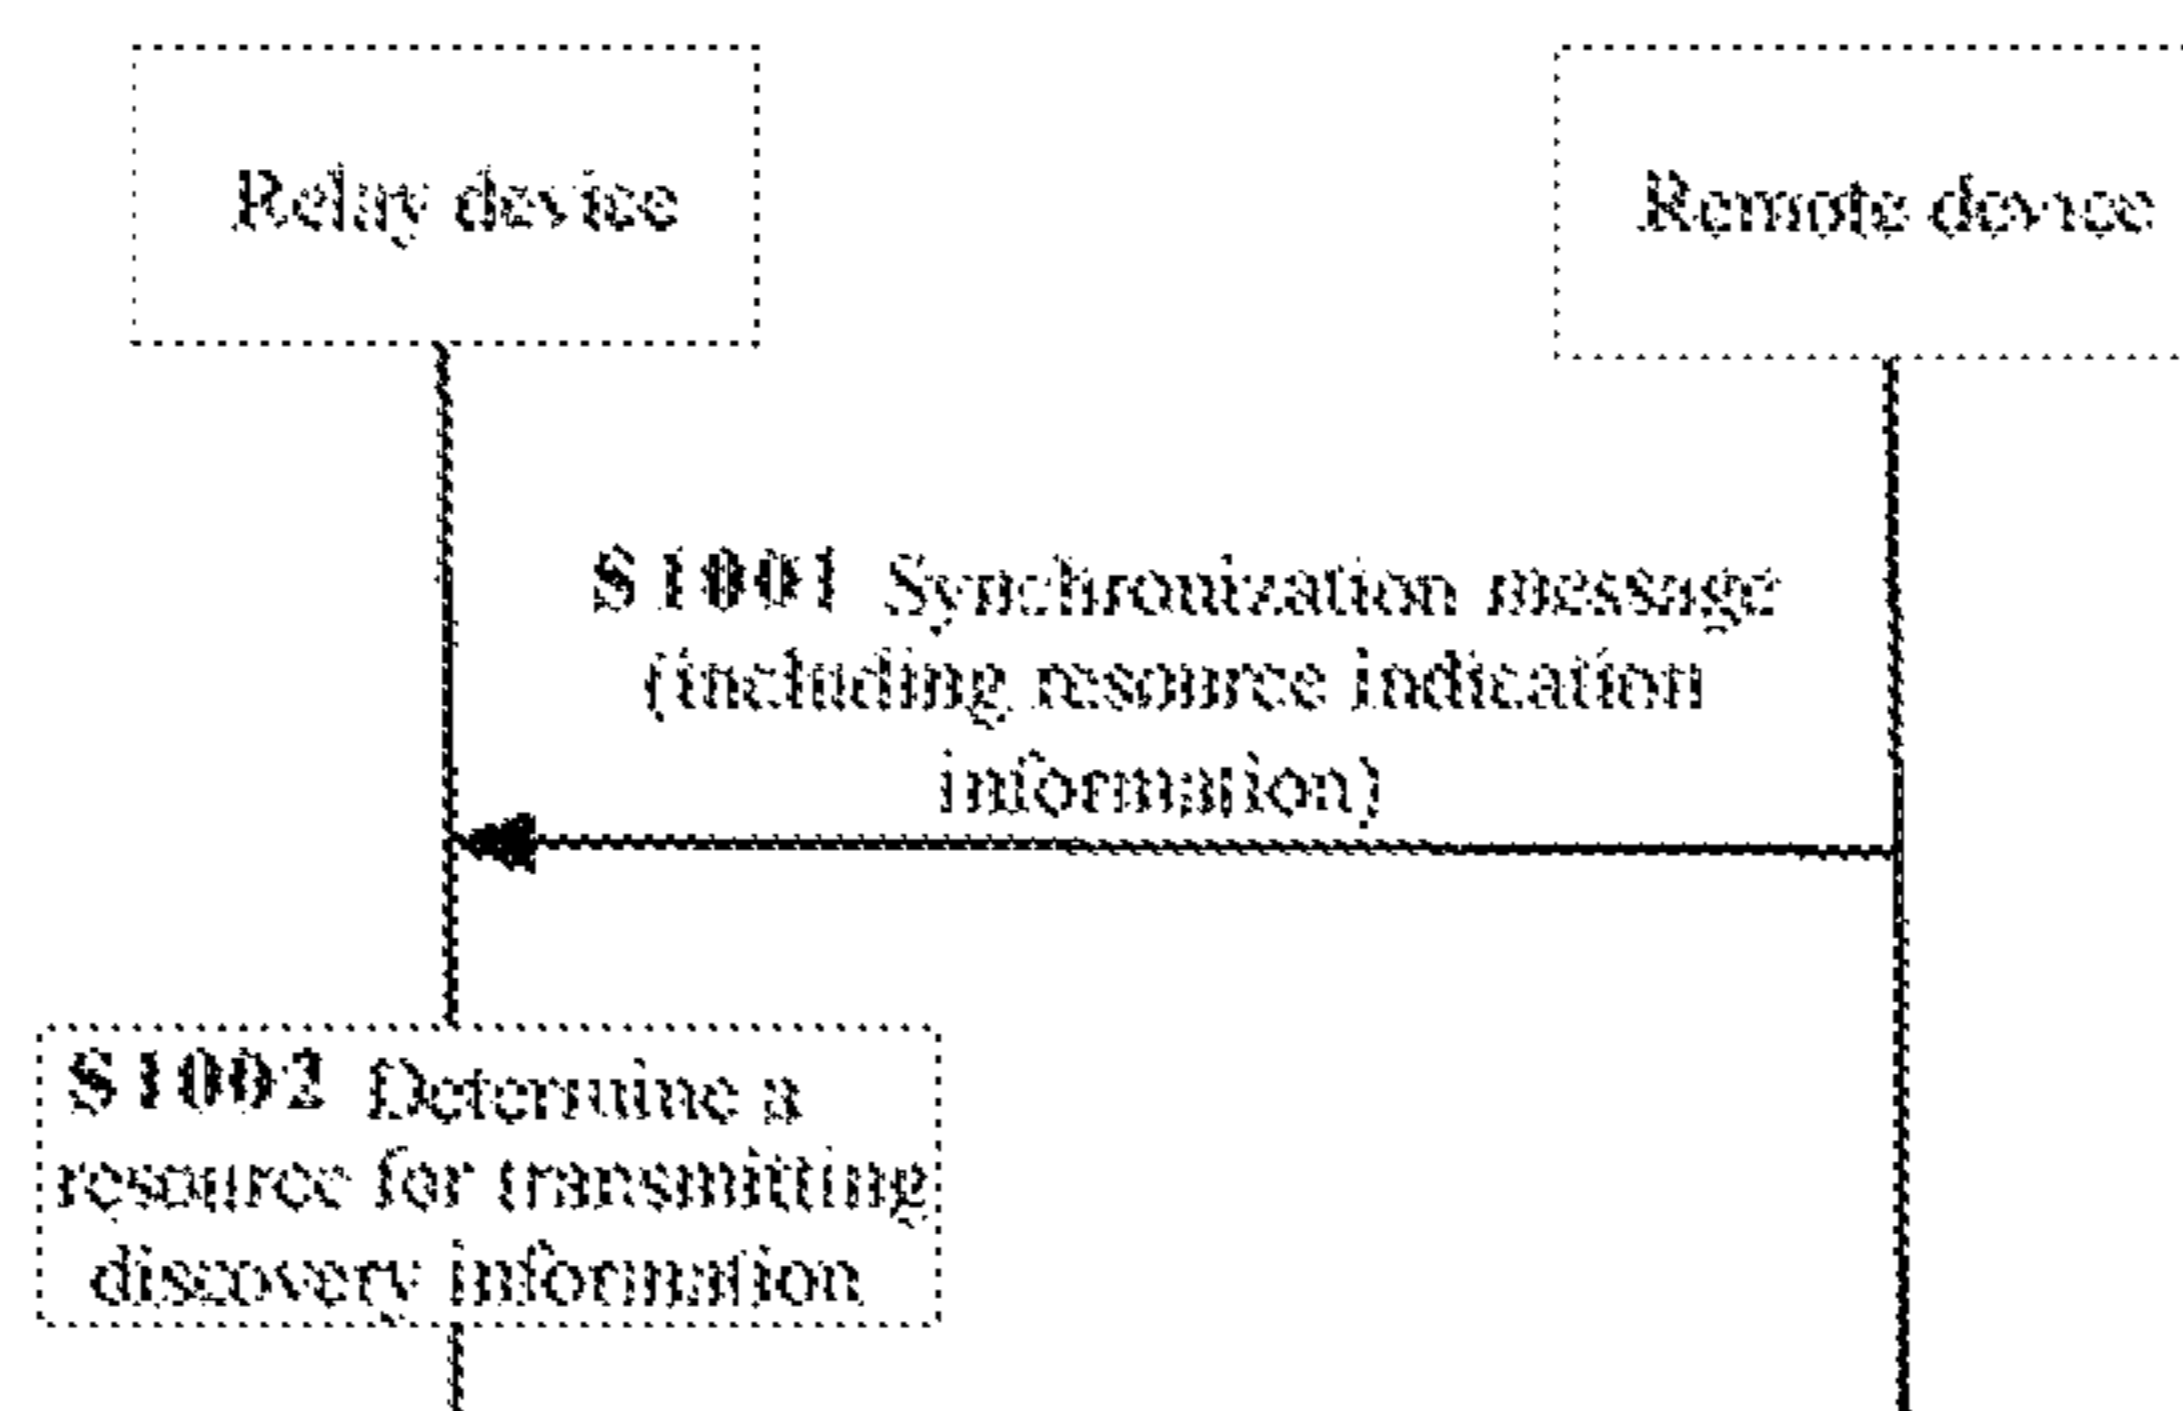 Relay device
Remote device
S1001 Synchronization message
(including resource indication
information)
S1002 Determine a
resource for transmitting
discovery information